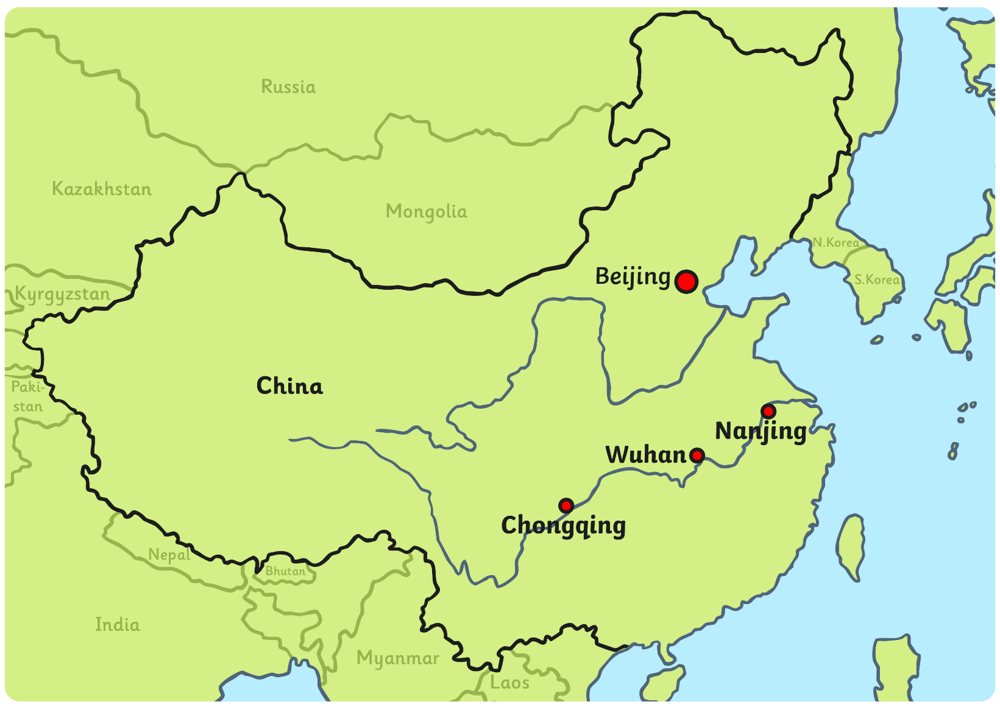 Russia
Kazakhstan
Mongolia
N.Korea
Beijing
S.Korea
Kyrgyzstan
China
Paki-
stan
Nanjing
Wuhan
Chongqing
Nepal
Bhutan
India
Myanmar
Laos